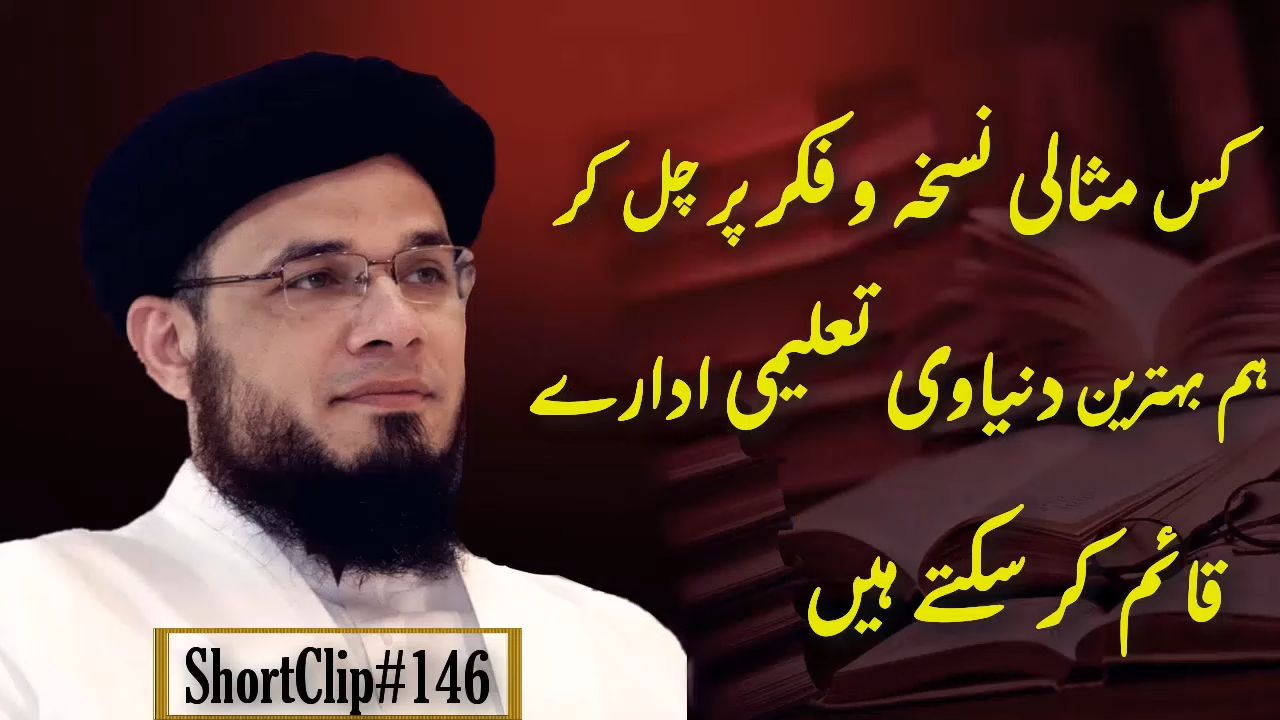 کس مثالی نسخہ و فکر پر چل کر
ہم بہترین دنیاوی تعلیمی ادارے
قائم کر سکتے ہیں
ShortClip#146